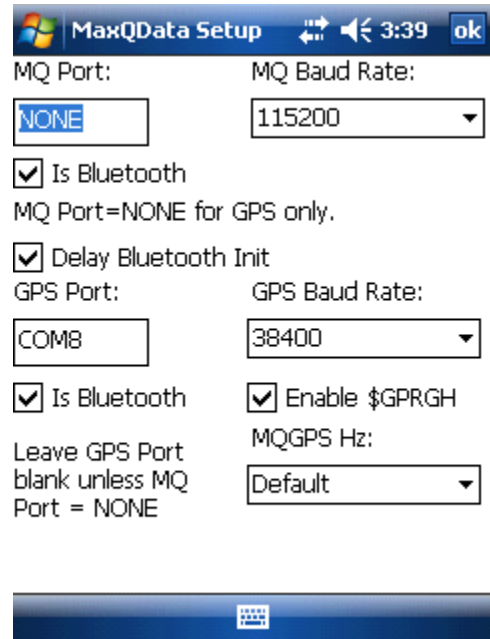 MaxQData Setup 3:39 ok
MQ Port: MQ Baud Rate:
NONE 115200
Is Bluetooth
MQ Port=NONE for GPS only.
Delay Bluetooth Init
GPS Port: GPS Baud Rate:
COM8 38400
Is Bluetooth Enable $GPRGH
MQGPS Hz:
Leave GPS Port
blank unless MQ Default
Port = NONE